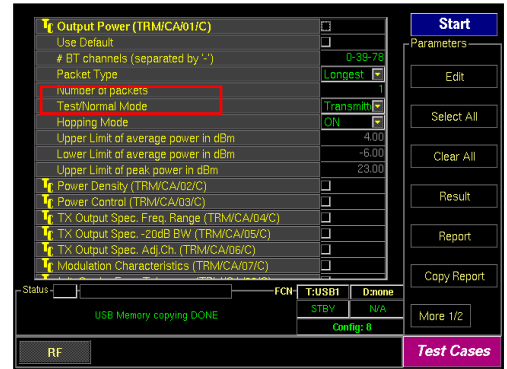 Output Power (TRM/CA/01/C)
Use Default
# BT channels (separated by '-') 0-39-78
Packet Type Longest
Number of packets 1
Test/Normal Mode Transmitt
Hopping Mode ON
Upper Limit of average power in dBm 4.00
Lower Limit of average power in dBm -6.00
Upper Limit of peak power in dBm 23.00
Power Density (TRM/CA/02/C)
Power Control (TRM/CA/03/C)
TX Output Spec. Freq. Range (TRM/CA/04/C)
TX Output Spec. -20dB BW (TRM/CA/05/C)
TX Output Spec. Adj.Ch. (TRM/CA/06/C)
Modulation Characteristics (TRM/CA/07/C)
Status
USB Memory copying DONE
FCN
T:USB1 D:none
STBY N/A
Config: 8
RF
Start
Parameters
Edit
Select All
Clear All
Result
Report
Copy Report
More 1/2
Test Cases